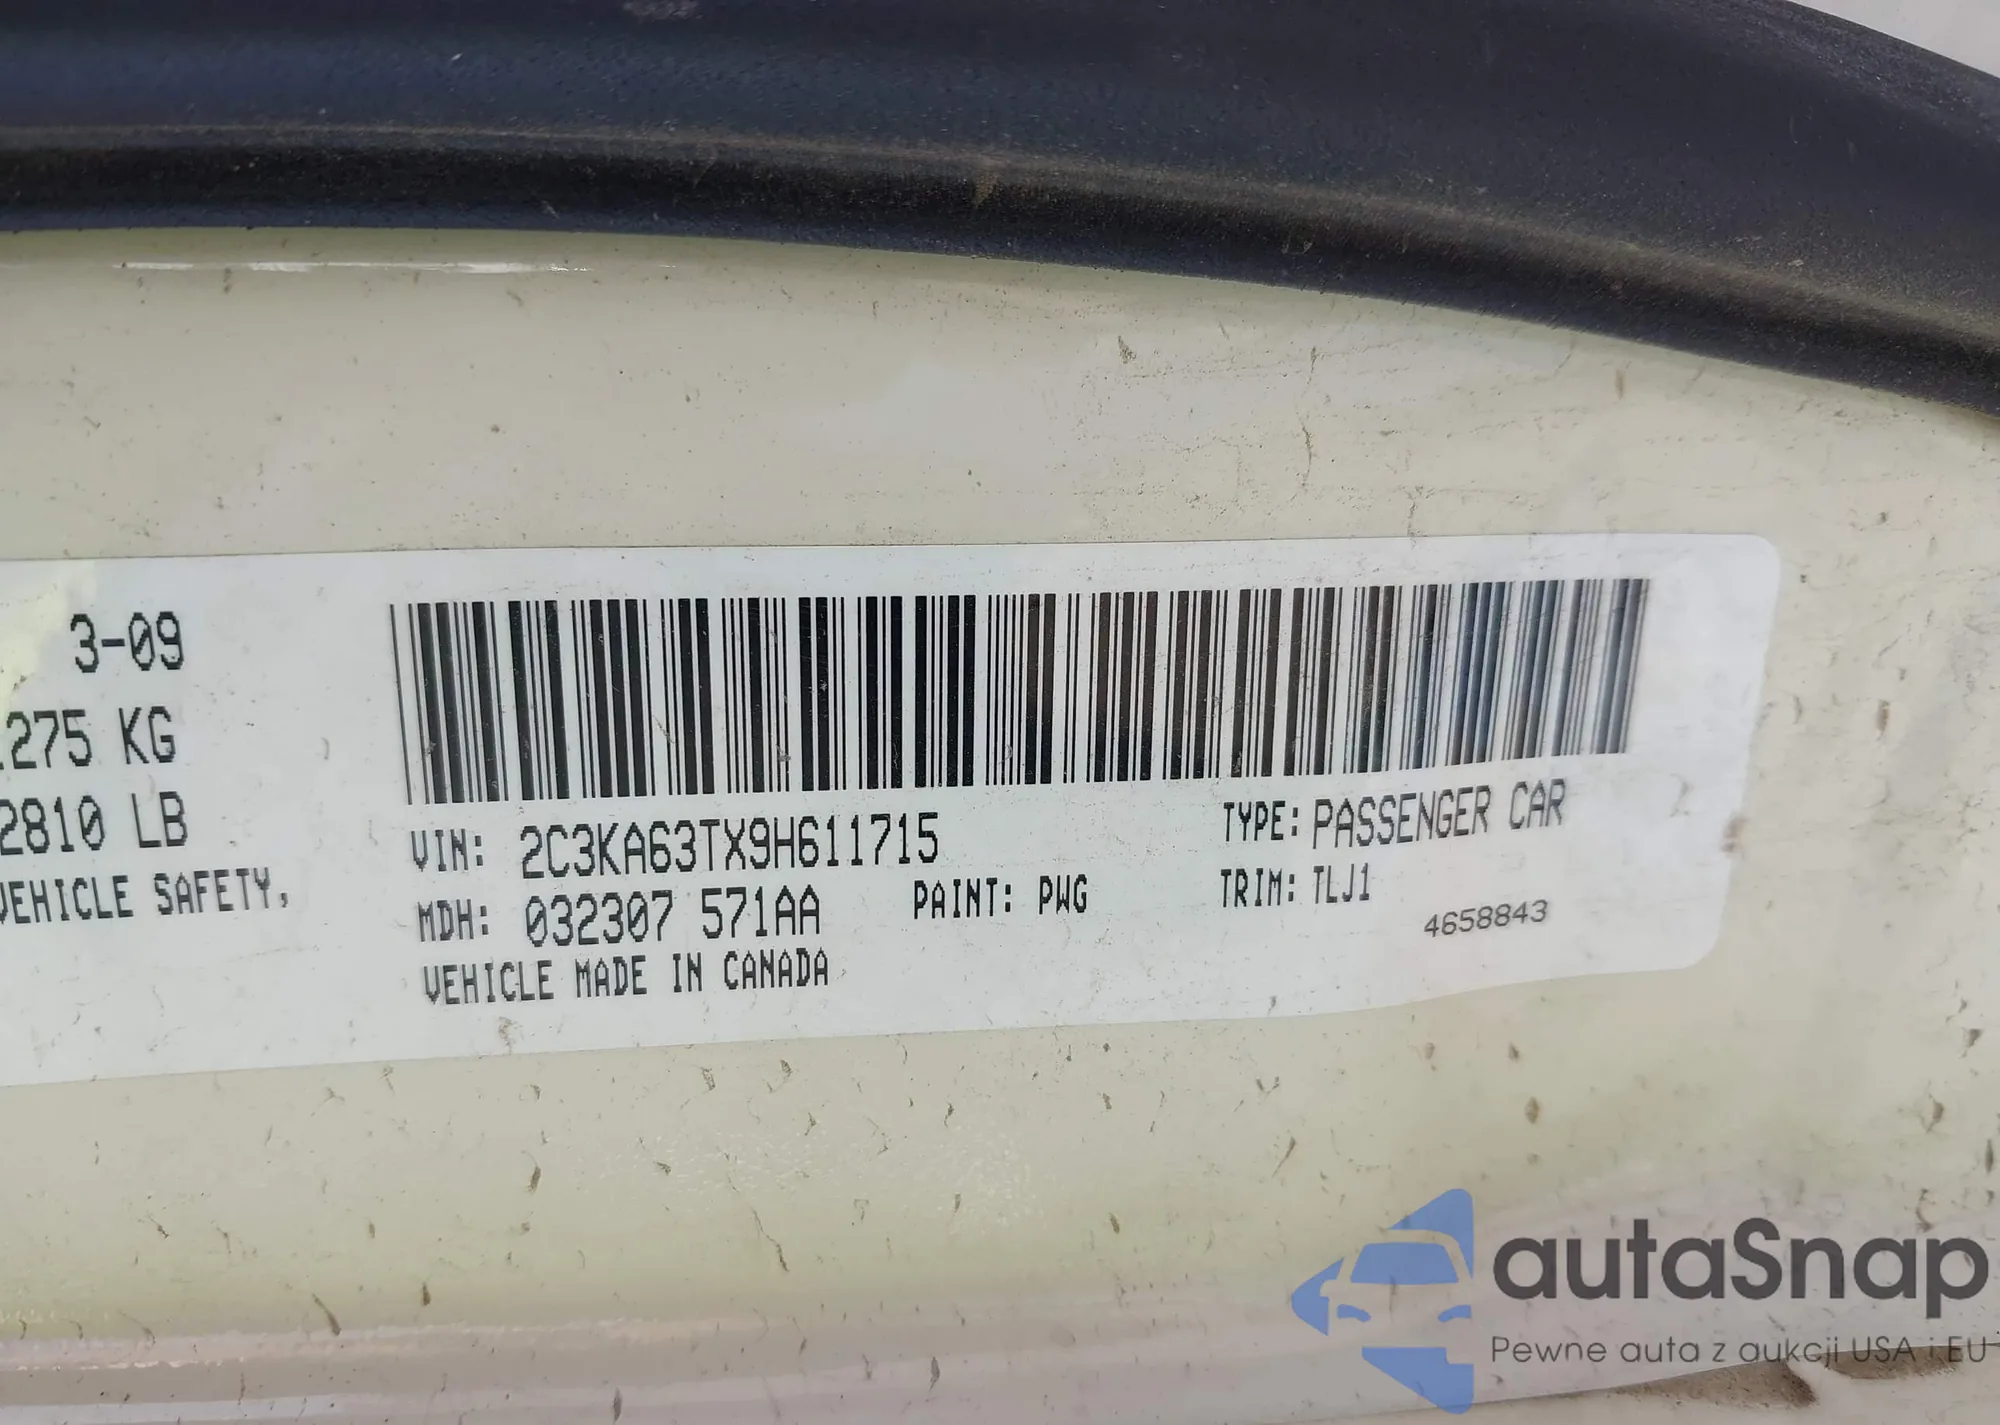 3-09
275 KG
2810 LB
VEHICLE SAFETY,
VIN: 2C3KA63TX9H611715
MDH: 032307 571AA
PAINT: PWG
VEHICLE MADE IN CANADA
TYPE: PASSENGER CAR
TRIM: TLJ1
4658843
autaSnap
Pewne auta z aukcji USA i EU